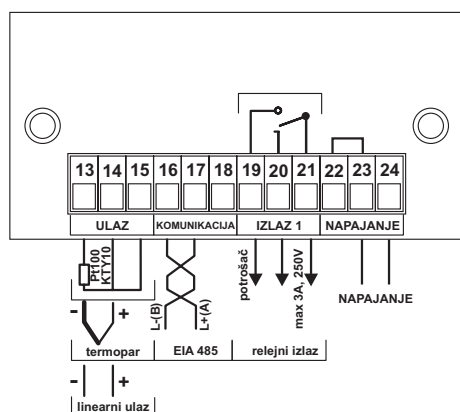 13 14 15 16 17 18 19 20 21 22 23 24
ULAZ KOMUNIKACIJA IZLAZ 1 NAPAJANJE
Pt100
KTY10
L-(B)
L+(A)
potrošač
max 3A, 250V
NAPAJANJE
- +
termopar EIA 485 relejni izlaz
- +
linearni ulaz